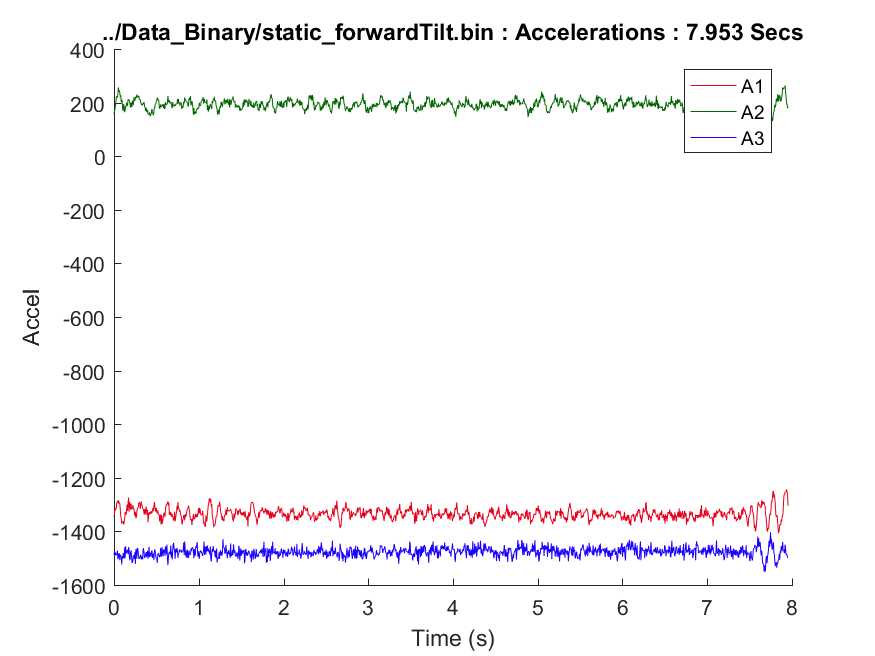 ../Data_Binary/static_forwardTilt.bin : Accelerations : 7.953 Secs
400
200
0
-200
-400
-600
-800
-1000
-1200
-1400
-1600
Accel
A1
A2
A3
0 1 2 3 4 5 6 7 8
Time (s)